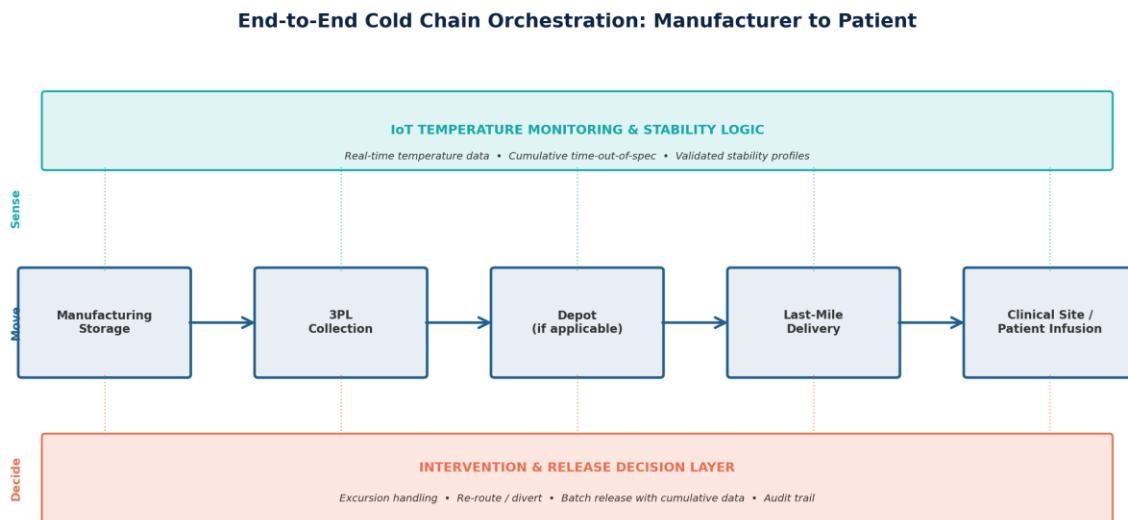 End-to-End Cold Chain Orchestration: Manufacturer to Patient
IoT TEMPERATURE MONITORING & STABILITY LOGIC
Real-time temperature data • Cumulative time-out-of-spec • Validated stability profiles
Sense
Move
Manufacturing
Storage
3PL
Collection
Depot
(if applicable)
Last-Mile
Delivery
Clinical Site /
Patient Infusion
Decide
INTERVENTION & RELEASE DECISION LAYER
Excursion handling • Re-route / divert • Batch release with cumulative data • Audit trail